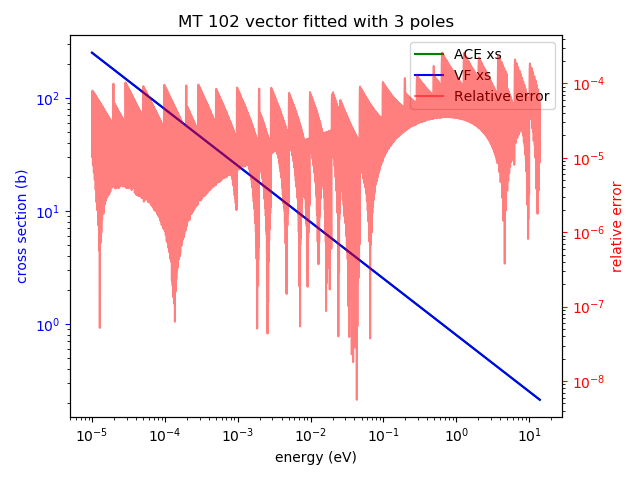 MT 102 vector fitted with 3 poles
ACE xs
VF xs
Relative error
cross section (b)
10^2
10^1
10^0
relative error
10^-4
10^-5
10^-6
10^-7
10^-8
10^-5 10^-4 10^-3 10^-2 10^-1 10^0 10^1
energy (eV)